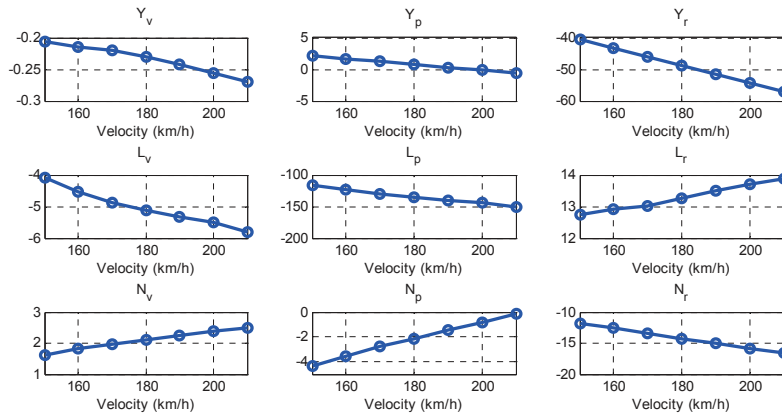 Y_v Y_p Y_r
-0.2 5 -40
-0.25 0 -50
-0.3 -5 -60
160 180 200 160 180 200 160 180 200
Velocity (km/h) Velocity (km/h) Velocity (km/h)
L_v L_p L_r
-4 -100 14
-5 -150 13
-6 -200 12
160 180 200 160 180 200 160 180 200
Velocity (km/h) Velocity (km/h) Velocity (km/h)
N_v N_p N_r
3 0 -10
2 -2 -15
1 -4 -20
160 180 200 160 180 200 160 180 200
Velocity (km/h) Velocity (km/h) Velocity (km/h)